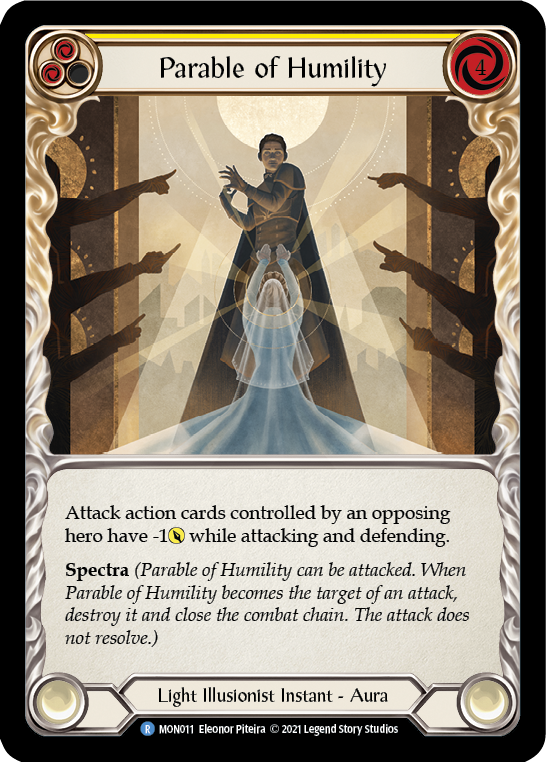 Parable of Humility
4
Attack action cards controlled by an opposing
hero have -1 while attacking and defending.
Spectra (Parable of Humility can be attacked. When
Parable of Humility becomes the target of an attack,
destroy it and close the combat chain. The attack does
not resolve.)
Light Illusionist Instant - Aura
R MON011 Eleonor Piteira © 2021 Legend Story Studios